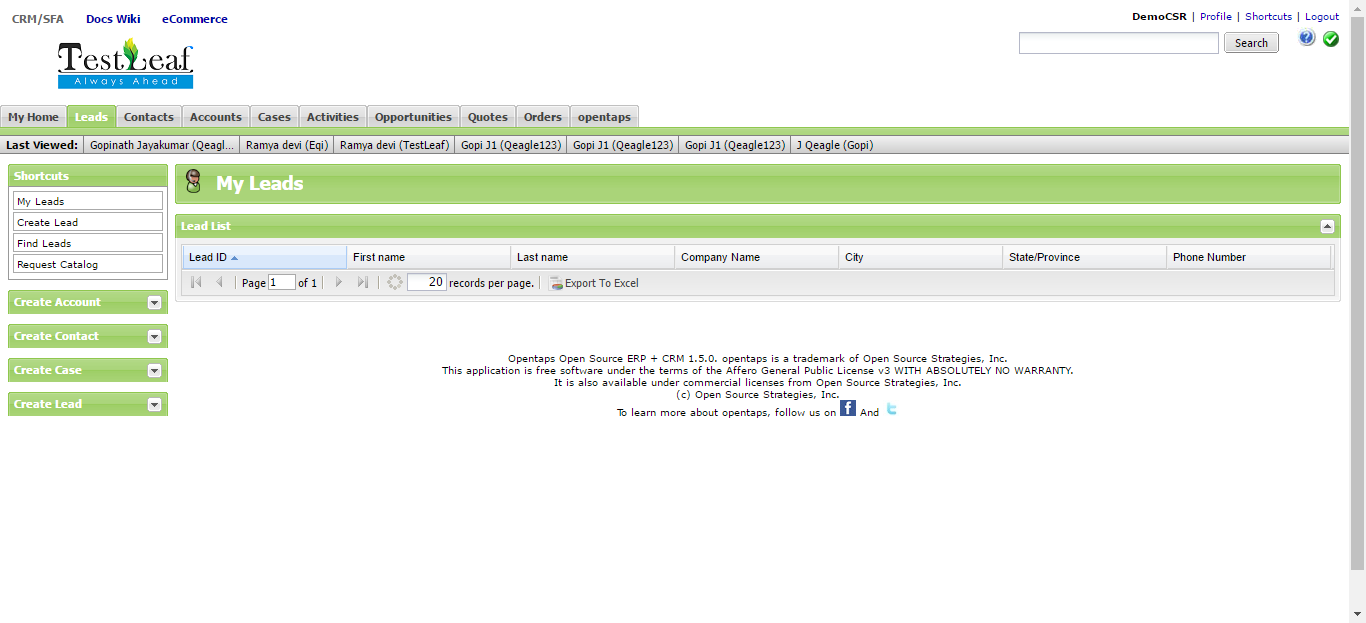 CRM/SFA Docs Wiki eCommerce
DemoCSR | Profile | Shortcuts | Logout
TestLeaf
Always Ahead
Search
My Home Leads Contacts Accounts Cases Activities Opportunities Quotes Orders opentaps
Last Viewed: Gopinath Jayakumar (Qeagl... Ramya devi (Eqi) Ramya devi (TestLeaf) Gopi J1 (Qeagle123) Gopi J1 (Qeagle123) Gopi J1 (Qeagle123) J Qeagle (Gopi)
Shortcuts
My Leads
Create Lead
Find Leads
Request Catalog
Create Account
Create Contact
Create Case
Create Lead
My Leads
Lead List
Lead ID First name Last name Company Name City State/Province Phone Number
Page 1 of 1 20 records per page. Export To Excel
Opentaps Open Source ERP + CRM 1.5.0. opentaps is a trademark of Open Source Strategies, Inc.
This application is free software under the terms of the Affero General Public License v3 WITH ABSOLUTELY NO WARRANTY.
It is also available under commercial licenses from Open Source Strategies, Inc.
(c) Open Source Strategies, Inc.
To learn more about opentaps, follow us on f And t